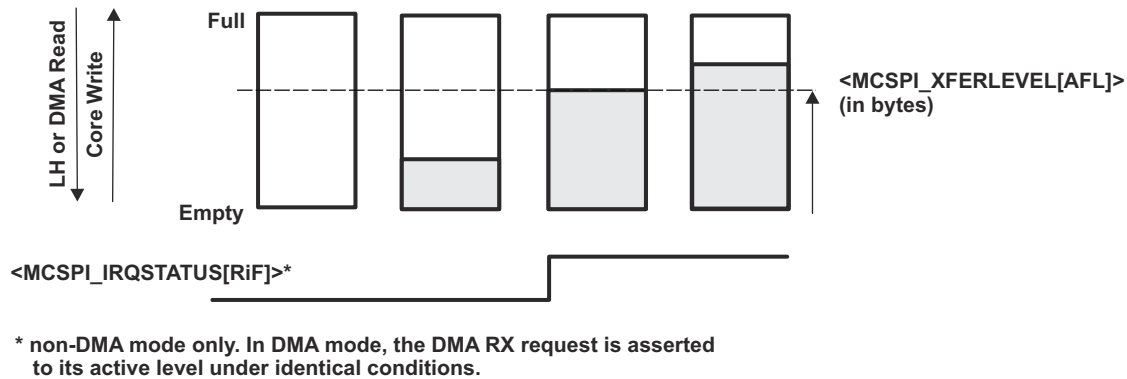 LH or DMA Read
Core Write
Full
Empty
<MCSPI_XFERLEVEL[AFL]>
(in bytes)
<MCSPI_IRQSTATUS[RiF]>*
* non-DMA mode only. In DMA mode, the DMA RX request is asserted
to its active level under identical conditions.